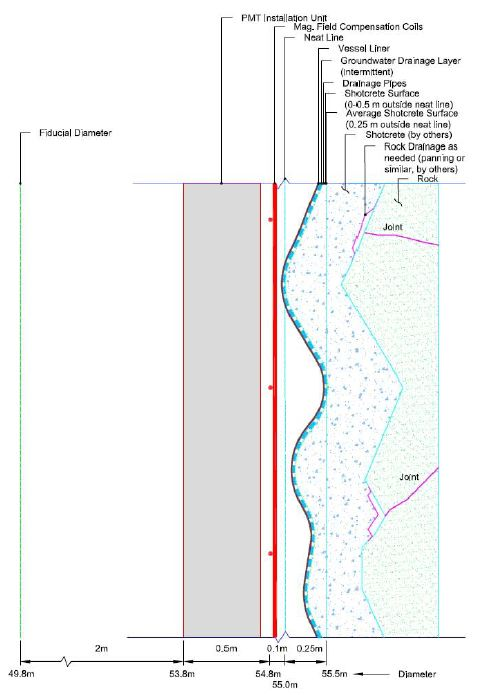 PMT Installation Unit
Mag. Field Compensation Coils
Neat Line
Vessel Liner
Groundwater Drainage Layer
(intermittent)
Drainage Pipes
Shotcrete Surface
(0-0.5 m outside neat line)
Average Shotcrete Surface
(0.25 m outside neat line)
Fiducial Diameter
Shotcrete (by others)
Rock Drainage as
needed (panning or
similar, by others)
Rock
Joint
Joint
2m
0.5m
0.1m
0.25m
49.8m
53.8m
54.8m
55.0m
55.5m
Diameter